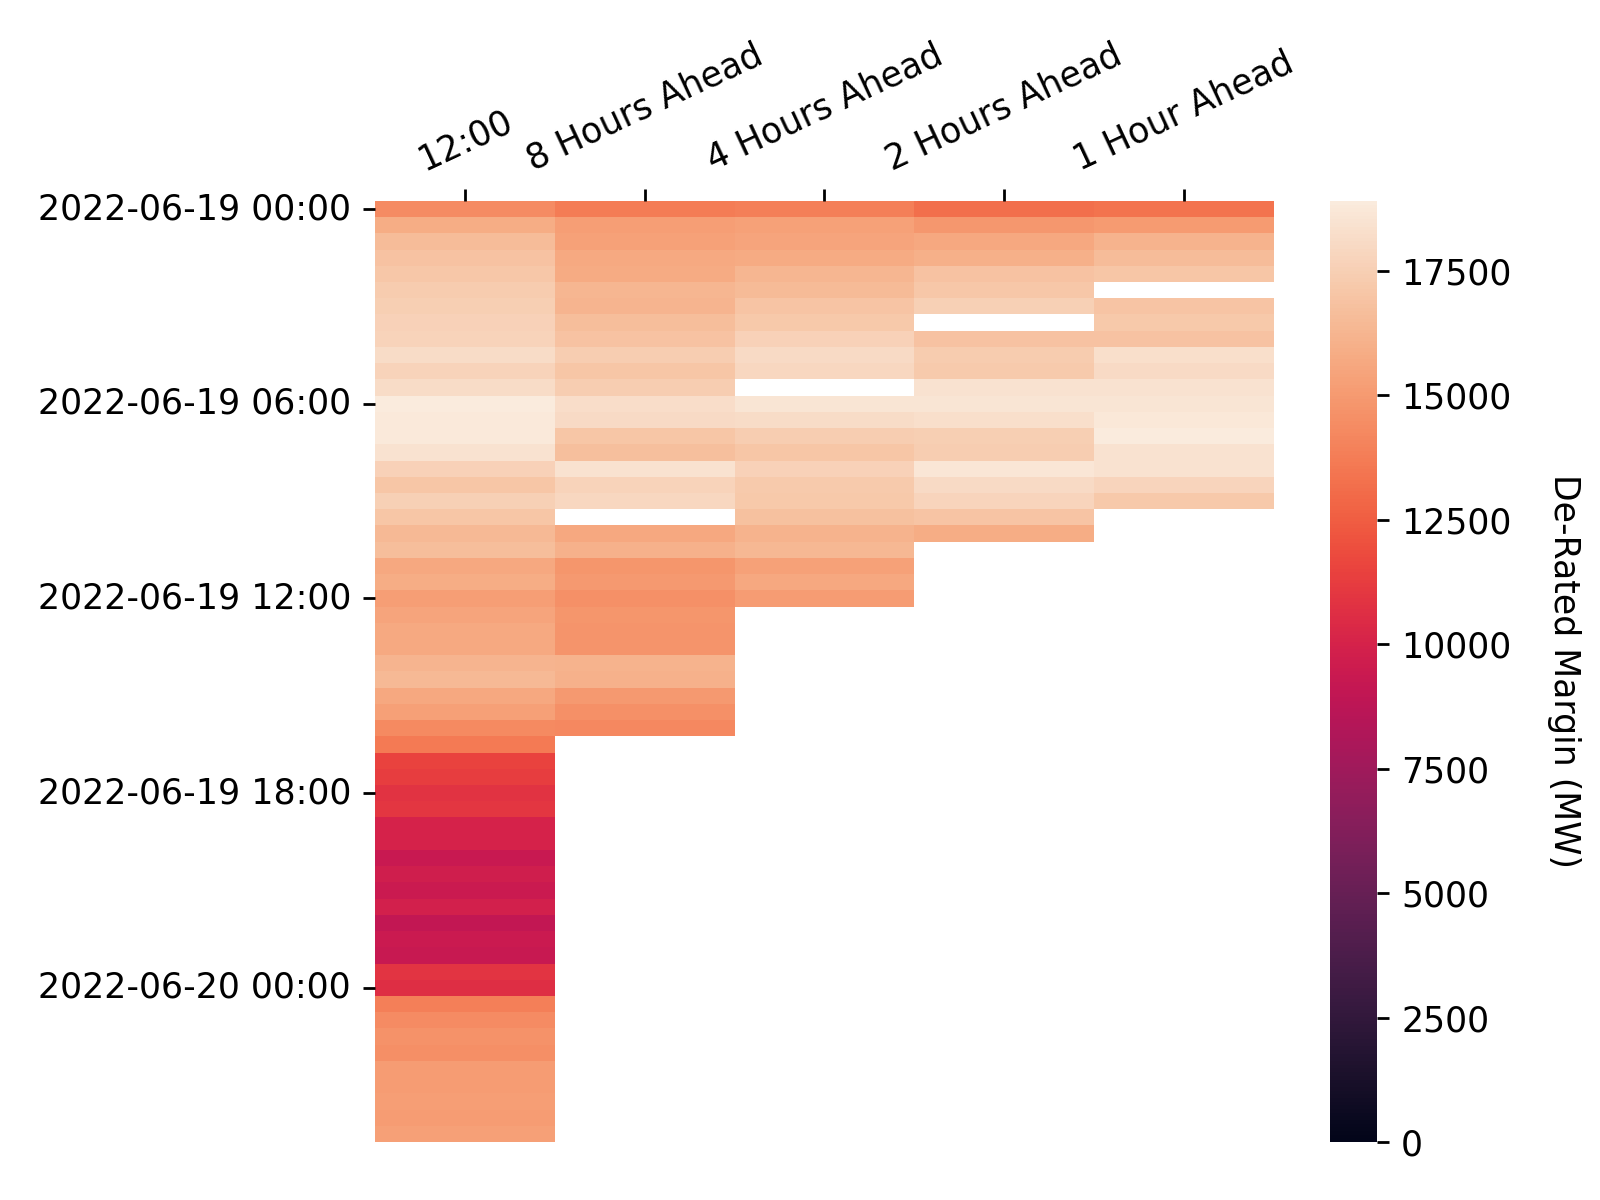 12:00
8 Hours Ahead
4 Hours Ahead
2 Hours Ahead
1 Hour Ahead
2022-06-19 00:00
2022-06-19 06:00
2022-06-19 12:00
2022-06-19 18:00
2022-06-20 00:00
17500
15000
12500
10000
7500
5000
2500
0
De-Rated Margin (MW)